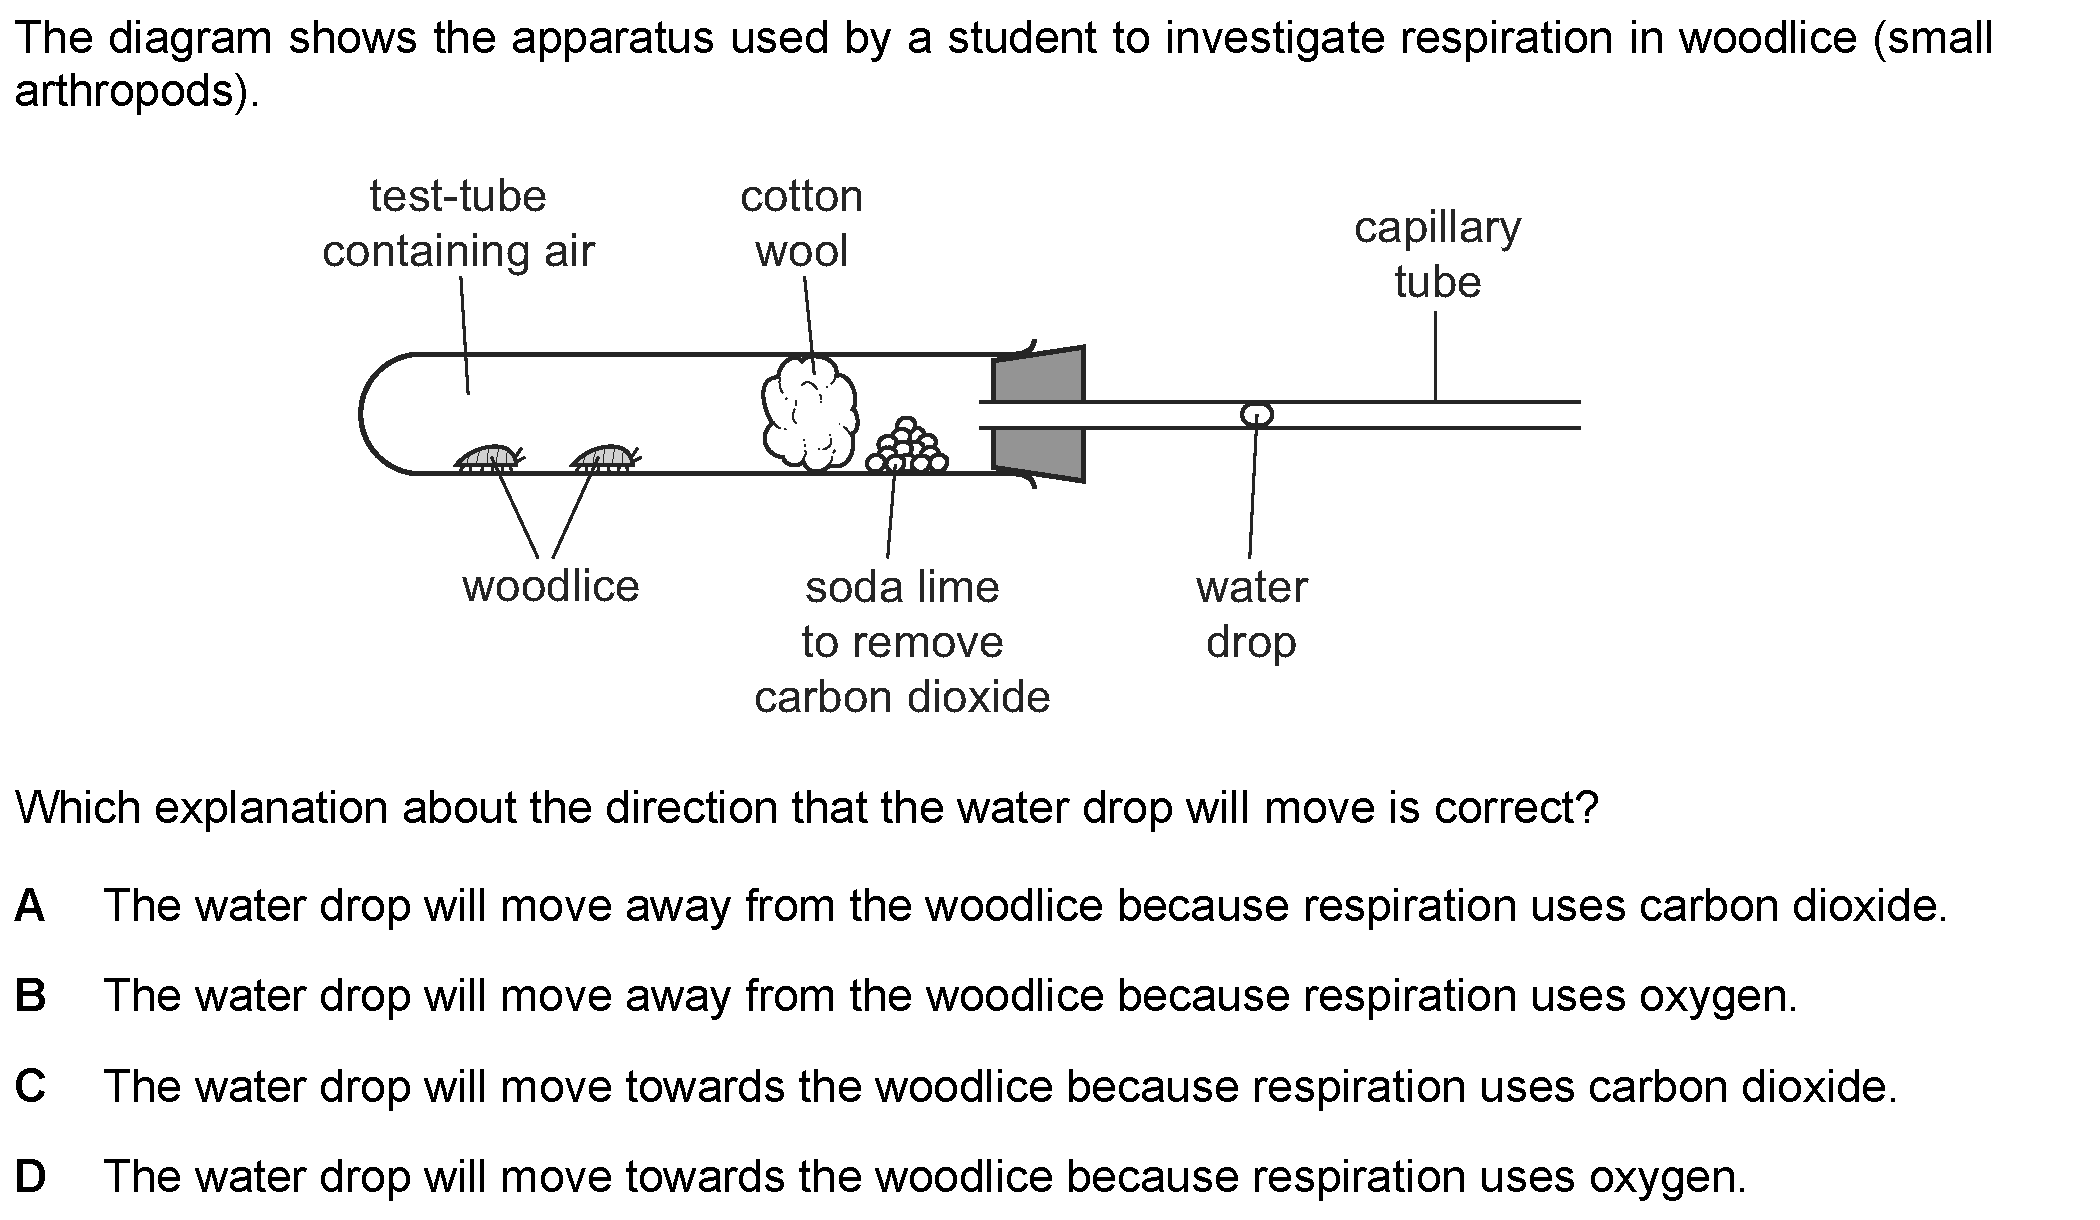 The diagram shows the apparatus used by a student to investigate respiration in woodlice (small
arthropods).
test-tube
containing air
cotton
wool
capillary
tube
woodlice
soda lime
to remove
carbon dioxide
water
drop
Which explanation about the direction that the water drop will move is correct?
A The water drop will move away from the woodlice because respiration uses carbon dioxide.
B The water drop will move away from the woodlice because respiration uses oxygen.
C The water drop will move towards the woodlice because respiration uses carbon dioxide.
D The water drop will move towards the woodlice because respiration uses oxygen.